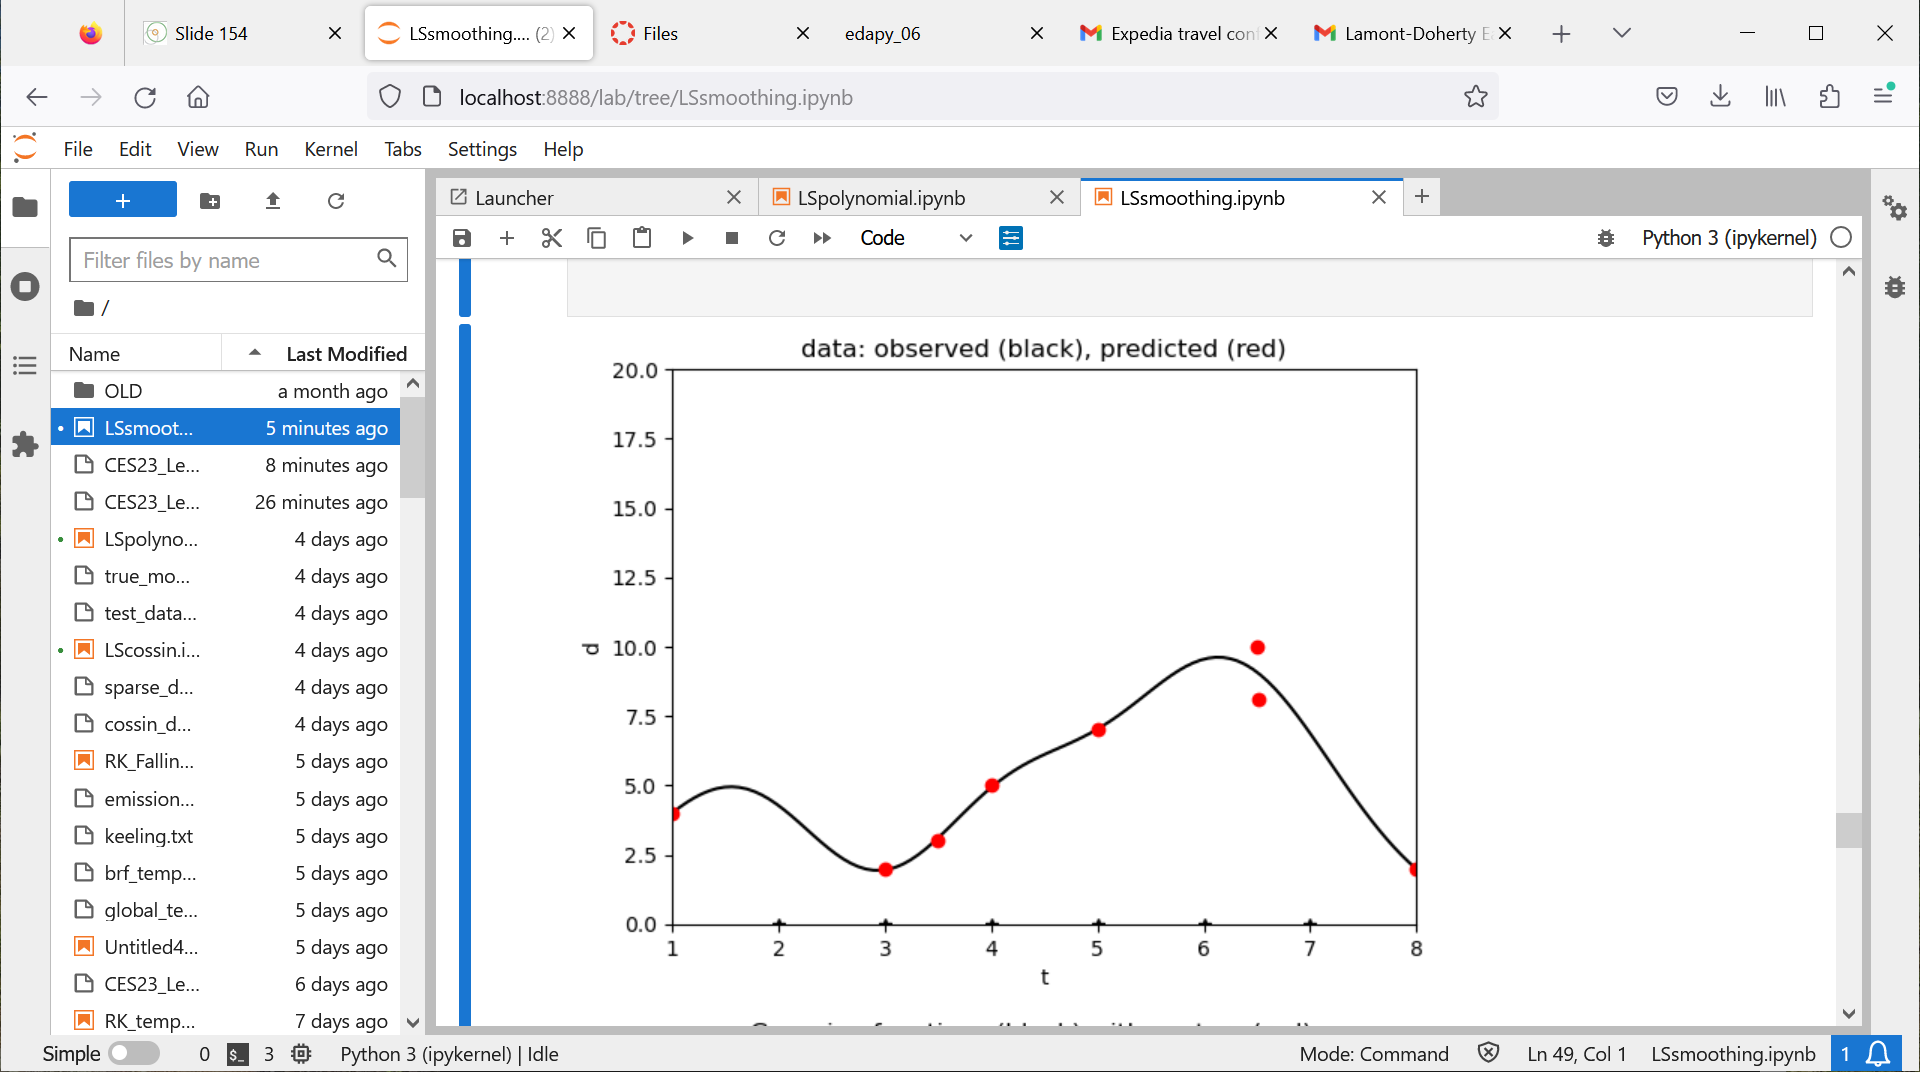 Slide 154
LSsmoothing.... (2)
Files
edapy_06
Expedia travel con
Lamont-Doherty E
localhost:8888/lab/tree/LSsmoothing.ipynb
File Edit View Run Kernel Tabs Settings Help
Launcher
LSpolynomial.ipynb
LSsmoothing.ipynb
Code
Python 3 (ipykernel)
Filter files by name
/
Name Last Modified
OLD a month ago
LSsmoot... 5 minutes ago
CES23_Le... 8 minutes ago
CES23_Le... 26 minutes ago
LSpolyno... 4 days ago
true_mo... 4 days ago
test_data... 4 days ago
LScossin.i... 4 days ago
sparse_d... 4 days ago
cossin_d... 4 days ago
RK_Fallin... 5 days ago
emission... 5 days ago
keeling.txt 5 days ago
brf_temp... 5 days ago
global_te... 5 days ago
Untitled4... 5 days ago
CES23_Le... 6 days ago
RK_temp... 7 days ago
data: observed (black), predicted (red)
20.0
17.5
15.0
12.5
10.0
7.5
5.0
2.5
0.0
d
1 2 3 4 5 6 7 8
t
Simple 0 $_ 3 Python 3 (ipykernel) | Idle
Mode: Command Ln 49, Col 1 LSsmoothing.ipynb 1